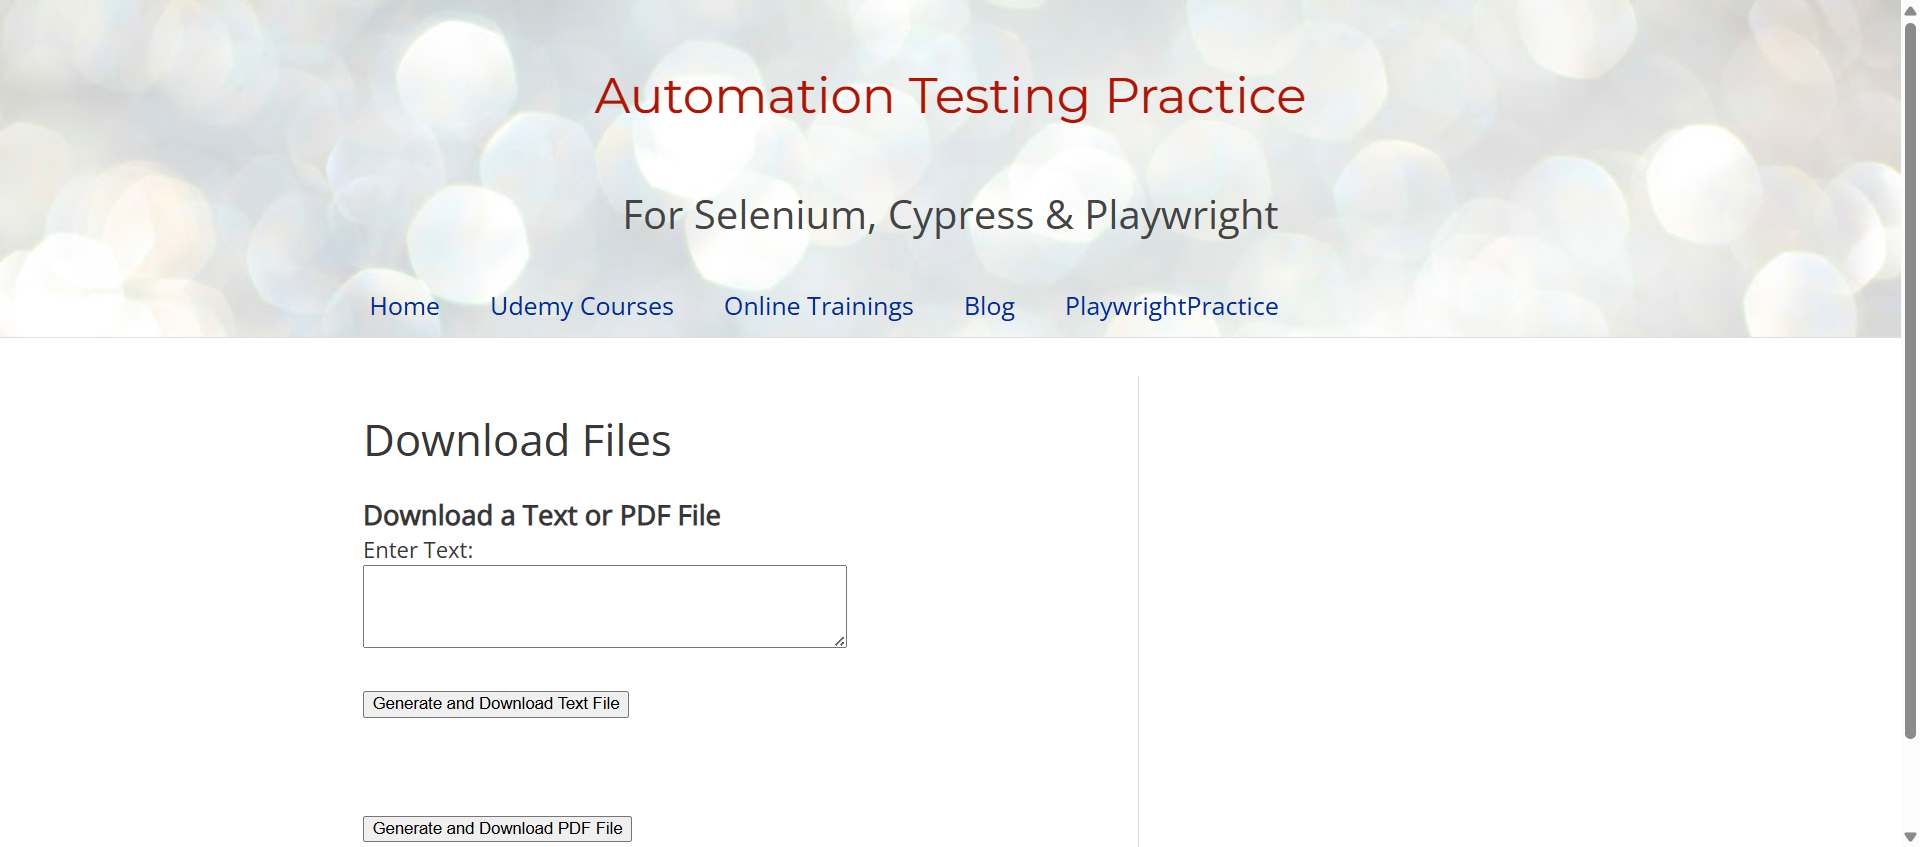 Automation Testing Practice
For Selenium, Cypress & Playwright
Home Udemy Courses Online Trainings Blog PlaywrightPractice
Download Files
Download a Text or PDF File
Enter Text:
Generate and Download Text File
Generate and Download PDF File